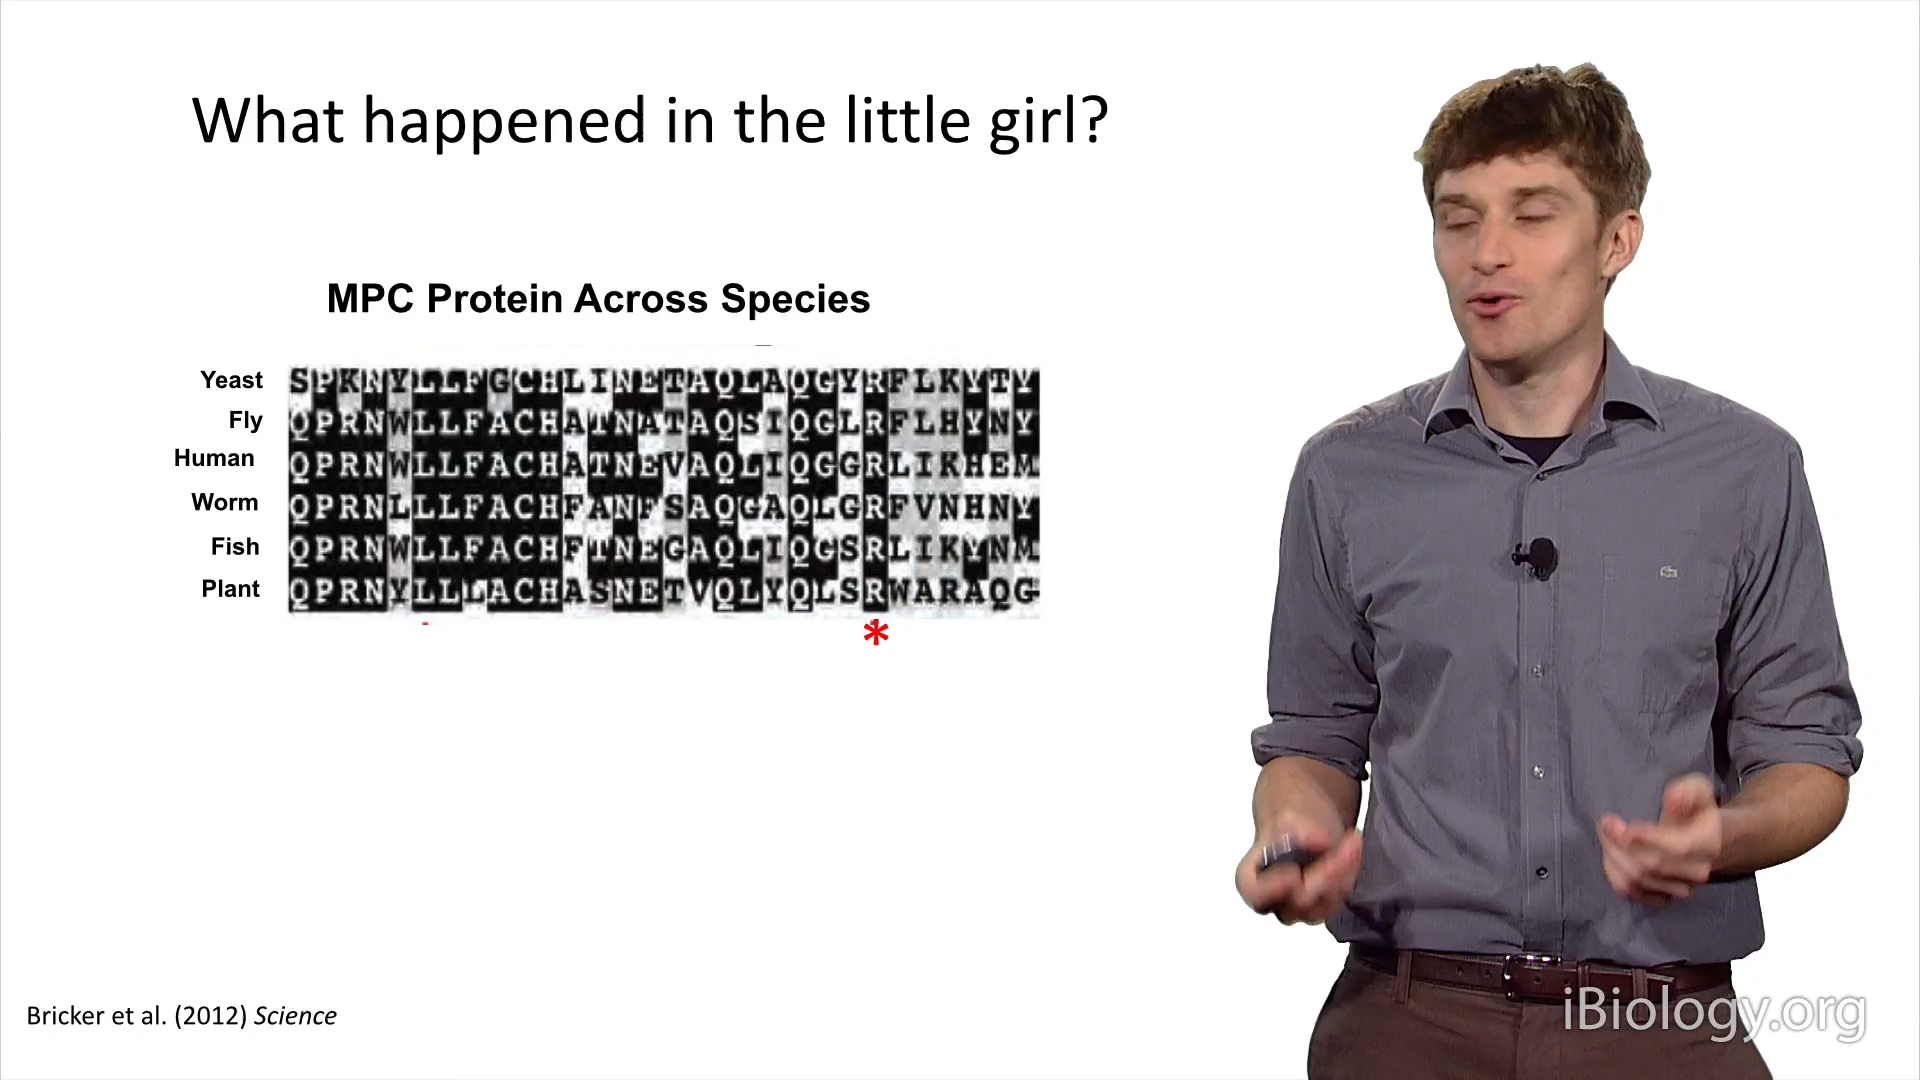 What happened in the little girl?
MPC Protein Across Species
Yeast SPKNYLLFGCHLINETAQLAQGYRFLKYTY
Fly QPRNWLLFACHATNATAQSIQGLRFLHYNY
Human QPRNWLLFACHATNEVAQLIQGGRLIKHEM
Worm QPRNLLLFACHFANFSAQGAQLGRFVNHNY
Fish QPRNWLLFACHFTNEGAQLIQGSRLIKYNM
Plant QPRNYLLLACHASNETVQLYQLSRWARAQG
*
Bricker et al. (2012) Science
iBiology.org